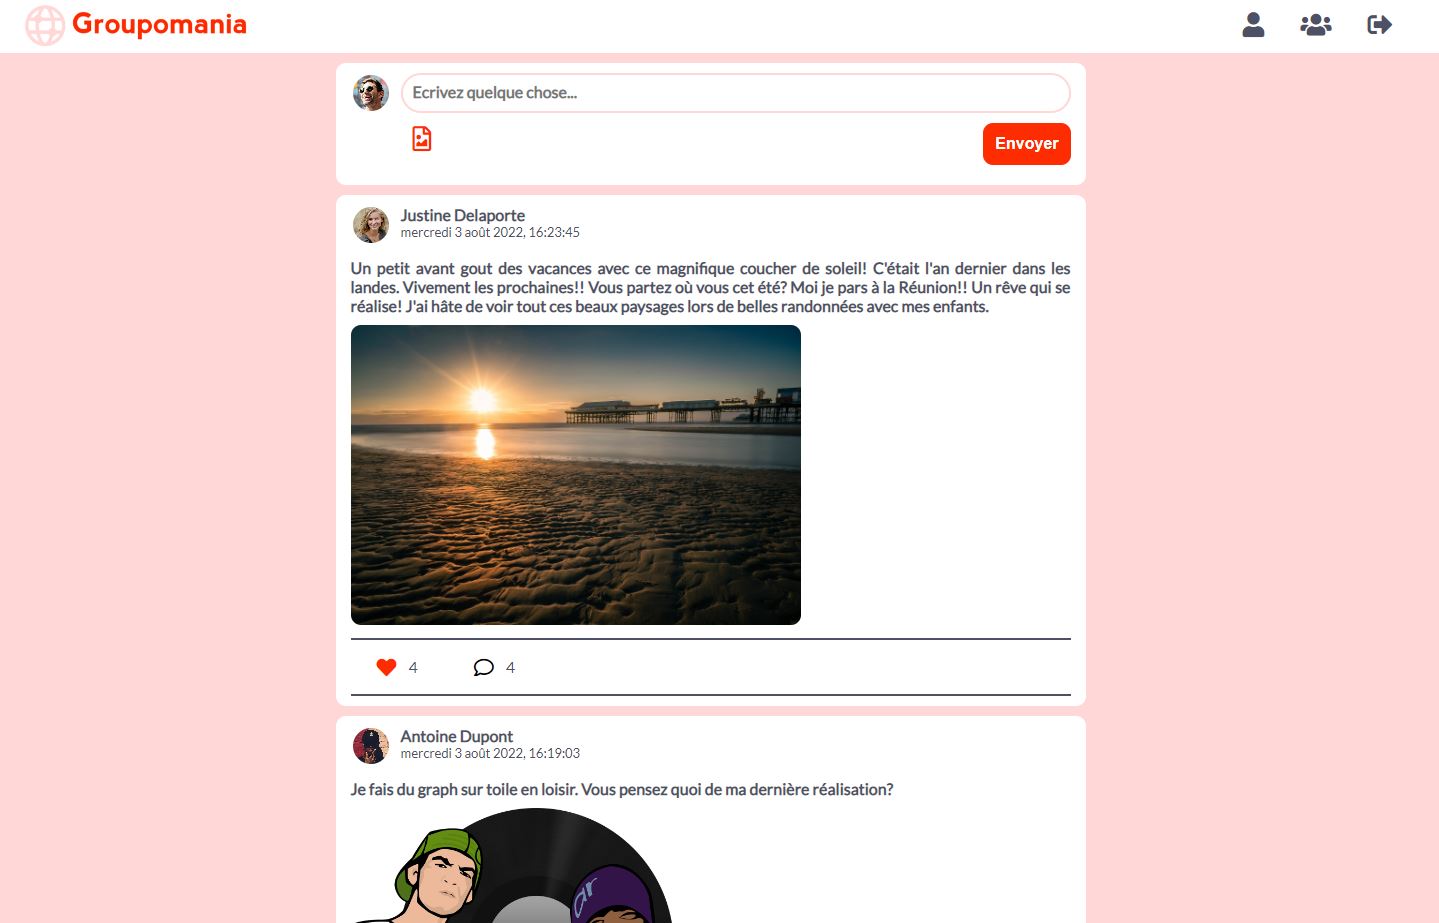 Groupomania
Ecrivez quelque chose...
Envoyer
Justine Delaporte
mercredi 3 août 2022, 16:23:45
Un petit avant gout des vacances avec ce magnifique coucher de soleil! C'était l'an dernier dans les
landes. Vivement les prochaines!! Vous partez où vous cet été? Moi je pars à la Réunion!! Un rêve qui se
réalise! J'ai hâte de voir tout ces beaux paysages lors de belles randonnées avec mes enfants.
4 4
Antoine Dupont
mercredi 3 août 2022, 16:19:03
Je fais du graph sur toile en loisir. Vous pensez quoi de ma dernière réalisation?